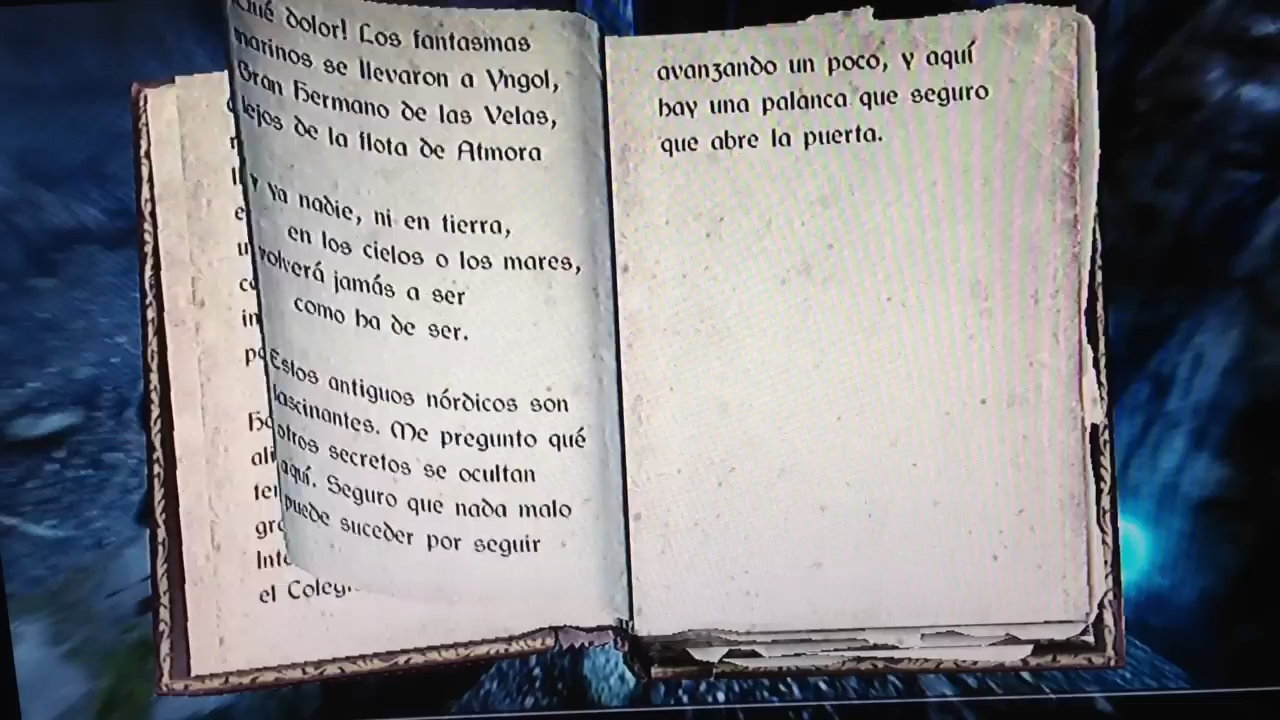 ¡Qué dolor! Los fantasmas
marinos se llevaron a Yngol,
Gran Hermano de las Velas,
lejos de la flota de Atmora
Y ya nadie, ni en tierra,
en los cielos o los mares,
volverá jamás a ser
como ha de ser.
Estos antiguos nórdicos son
fascinantes. Me pregunto qué
otros secretos se ocultan
aquí. Seguro que nada malo
puede suceder por seguir
el Coleg
avanzando un poco, y aquí
hay una palanca que seguro
que abre la puerta.